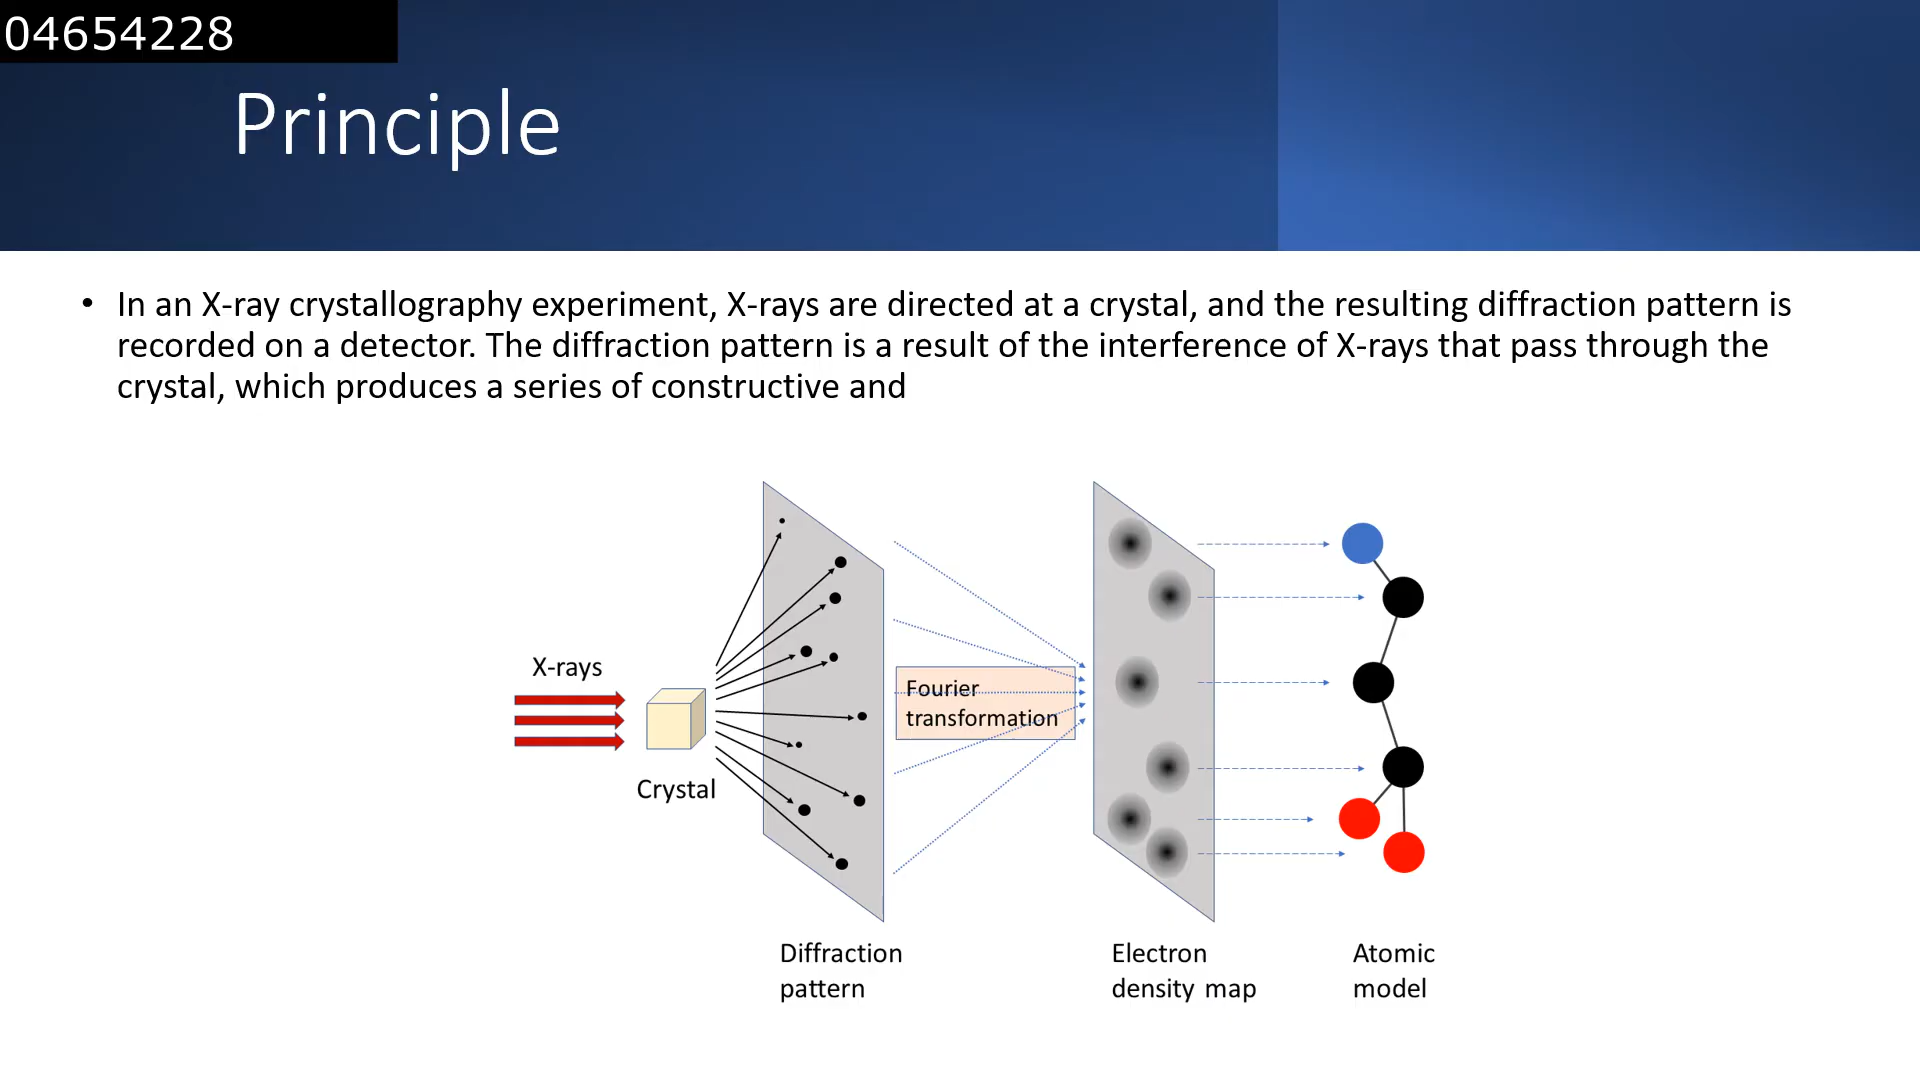 04654228
Principle
• In an X-ray crystallography experiment, X-rays are directed at a crystal, and the resulting diffraction pattern is
recorded on a detector. The diffraction pattern is a result of the interference of X-rays that pass through the
crystal, which produces a series of constructive and
X-rays
Crystal
Fourier
transformation
Diffraction
pattern
Electron
density map
Atomic
model